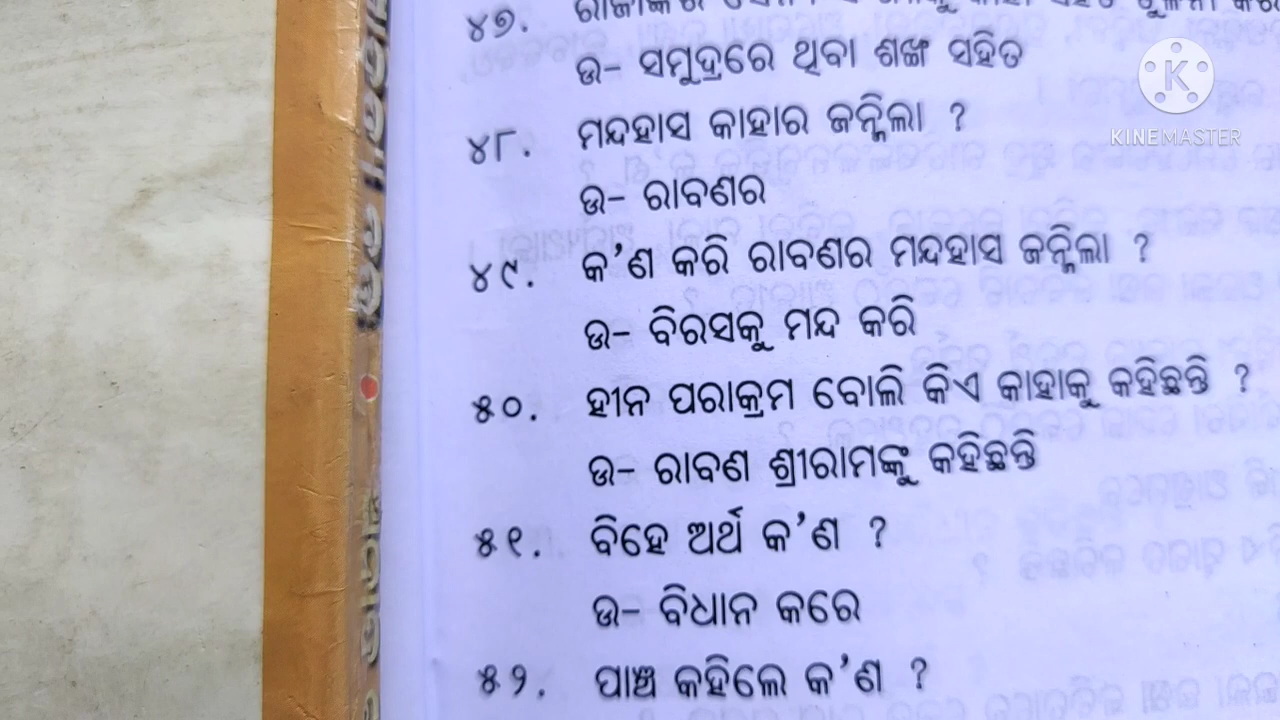 ୪୭.
ଉ- ସମୁଦ୍ରରେ ଥିବା ଶଙ୍ଖ ସହିତ
୪୮. ମନ୍ଦହାସ କାହାର ଜନ୍ମିଲା ?
ଉ- ରାବଣର
୪୯. କ'ଣ କରି ରାବଣର ମନ୍ଦହାସ ଜନ୍ମିଲା ?
ଉ- ବିରସକୁ ମନ୍ଦ କରି
୫୦. ହୀନ ପରାକ୍ରମ ବୋଲି କିଏ କାହାକୁ କହିଛନ୍ତି ?
ଉ- ରାବଣ ଶ୍ରୀରାମଙ୍କୁ କହିଛନ୍ତି
୫୧. ବିହେ ଅର୍ଥ କ'ଣ ?
ଉ- ବିଧାନ କରେ
୫୨. ପାଞ୍ଚ କହିଲେ କ'ଣ ?
KINEMASTER